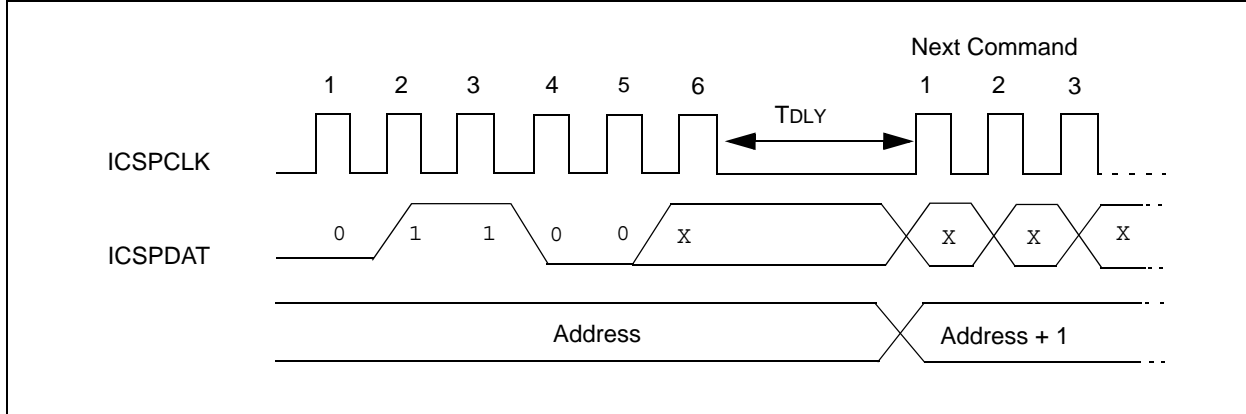 Next Command
1 2 3 4 5 6 1 2 3
TDLY
ICSPCLK
0 1 1 0 0 X X X X
ICSPDAT
Address Address + 1